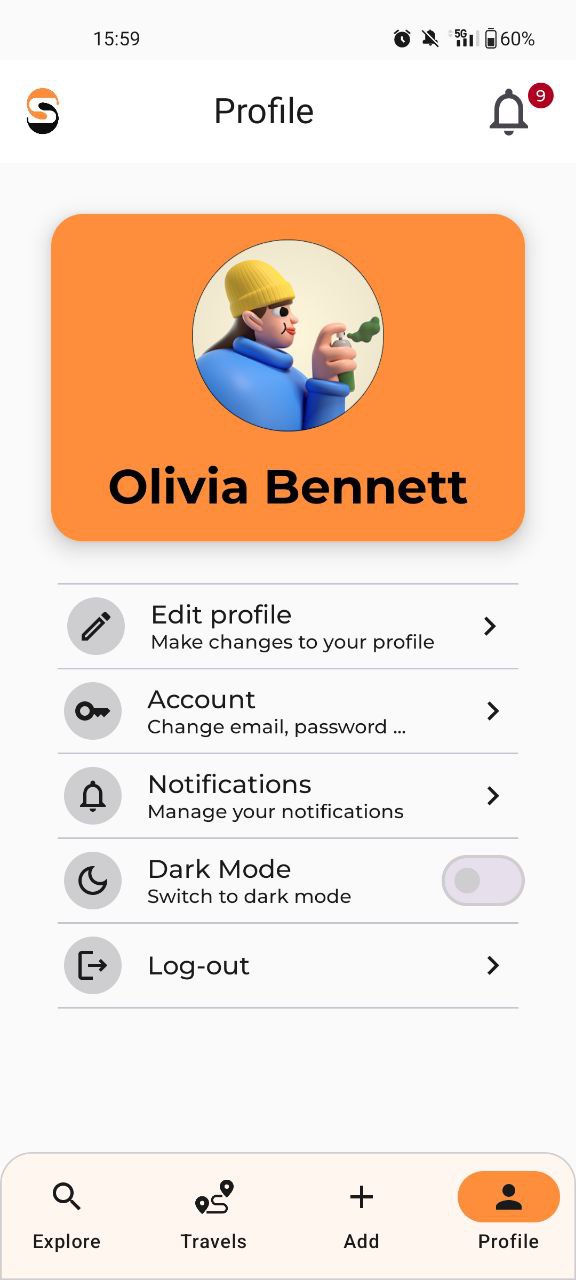 15:59
5G
60%
Profile
9
Olivia Bennett
Edit profile
Make changes to your profile
Account
Change email, password ...
Notifications
Manage your notifications
Dark Mode
Switch to dark mode
Log-out
Explore
Travels
Add
Profile